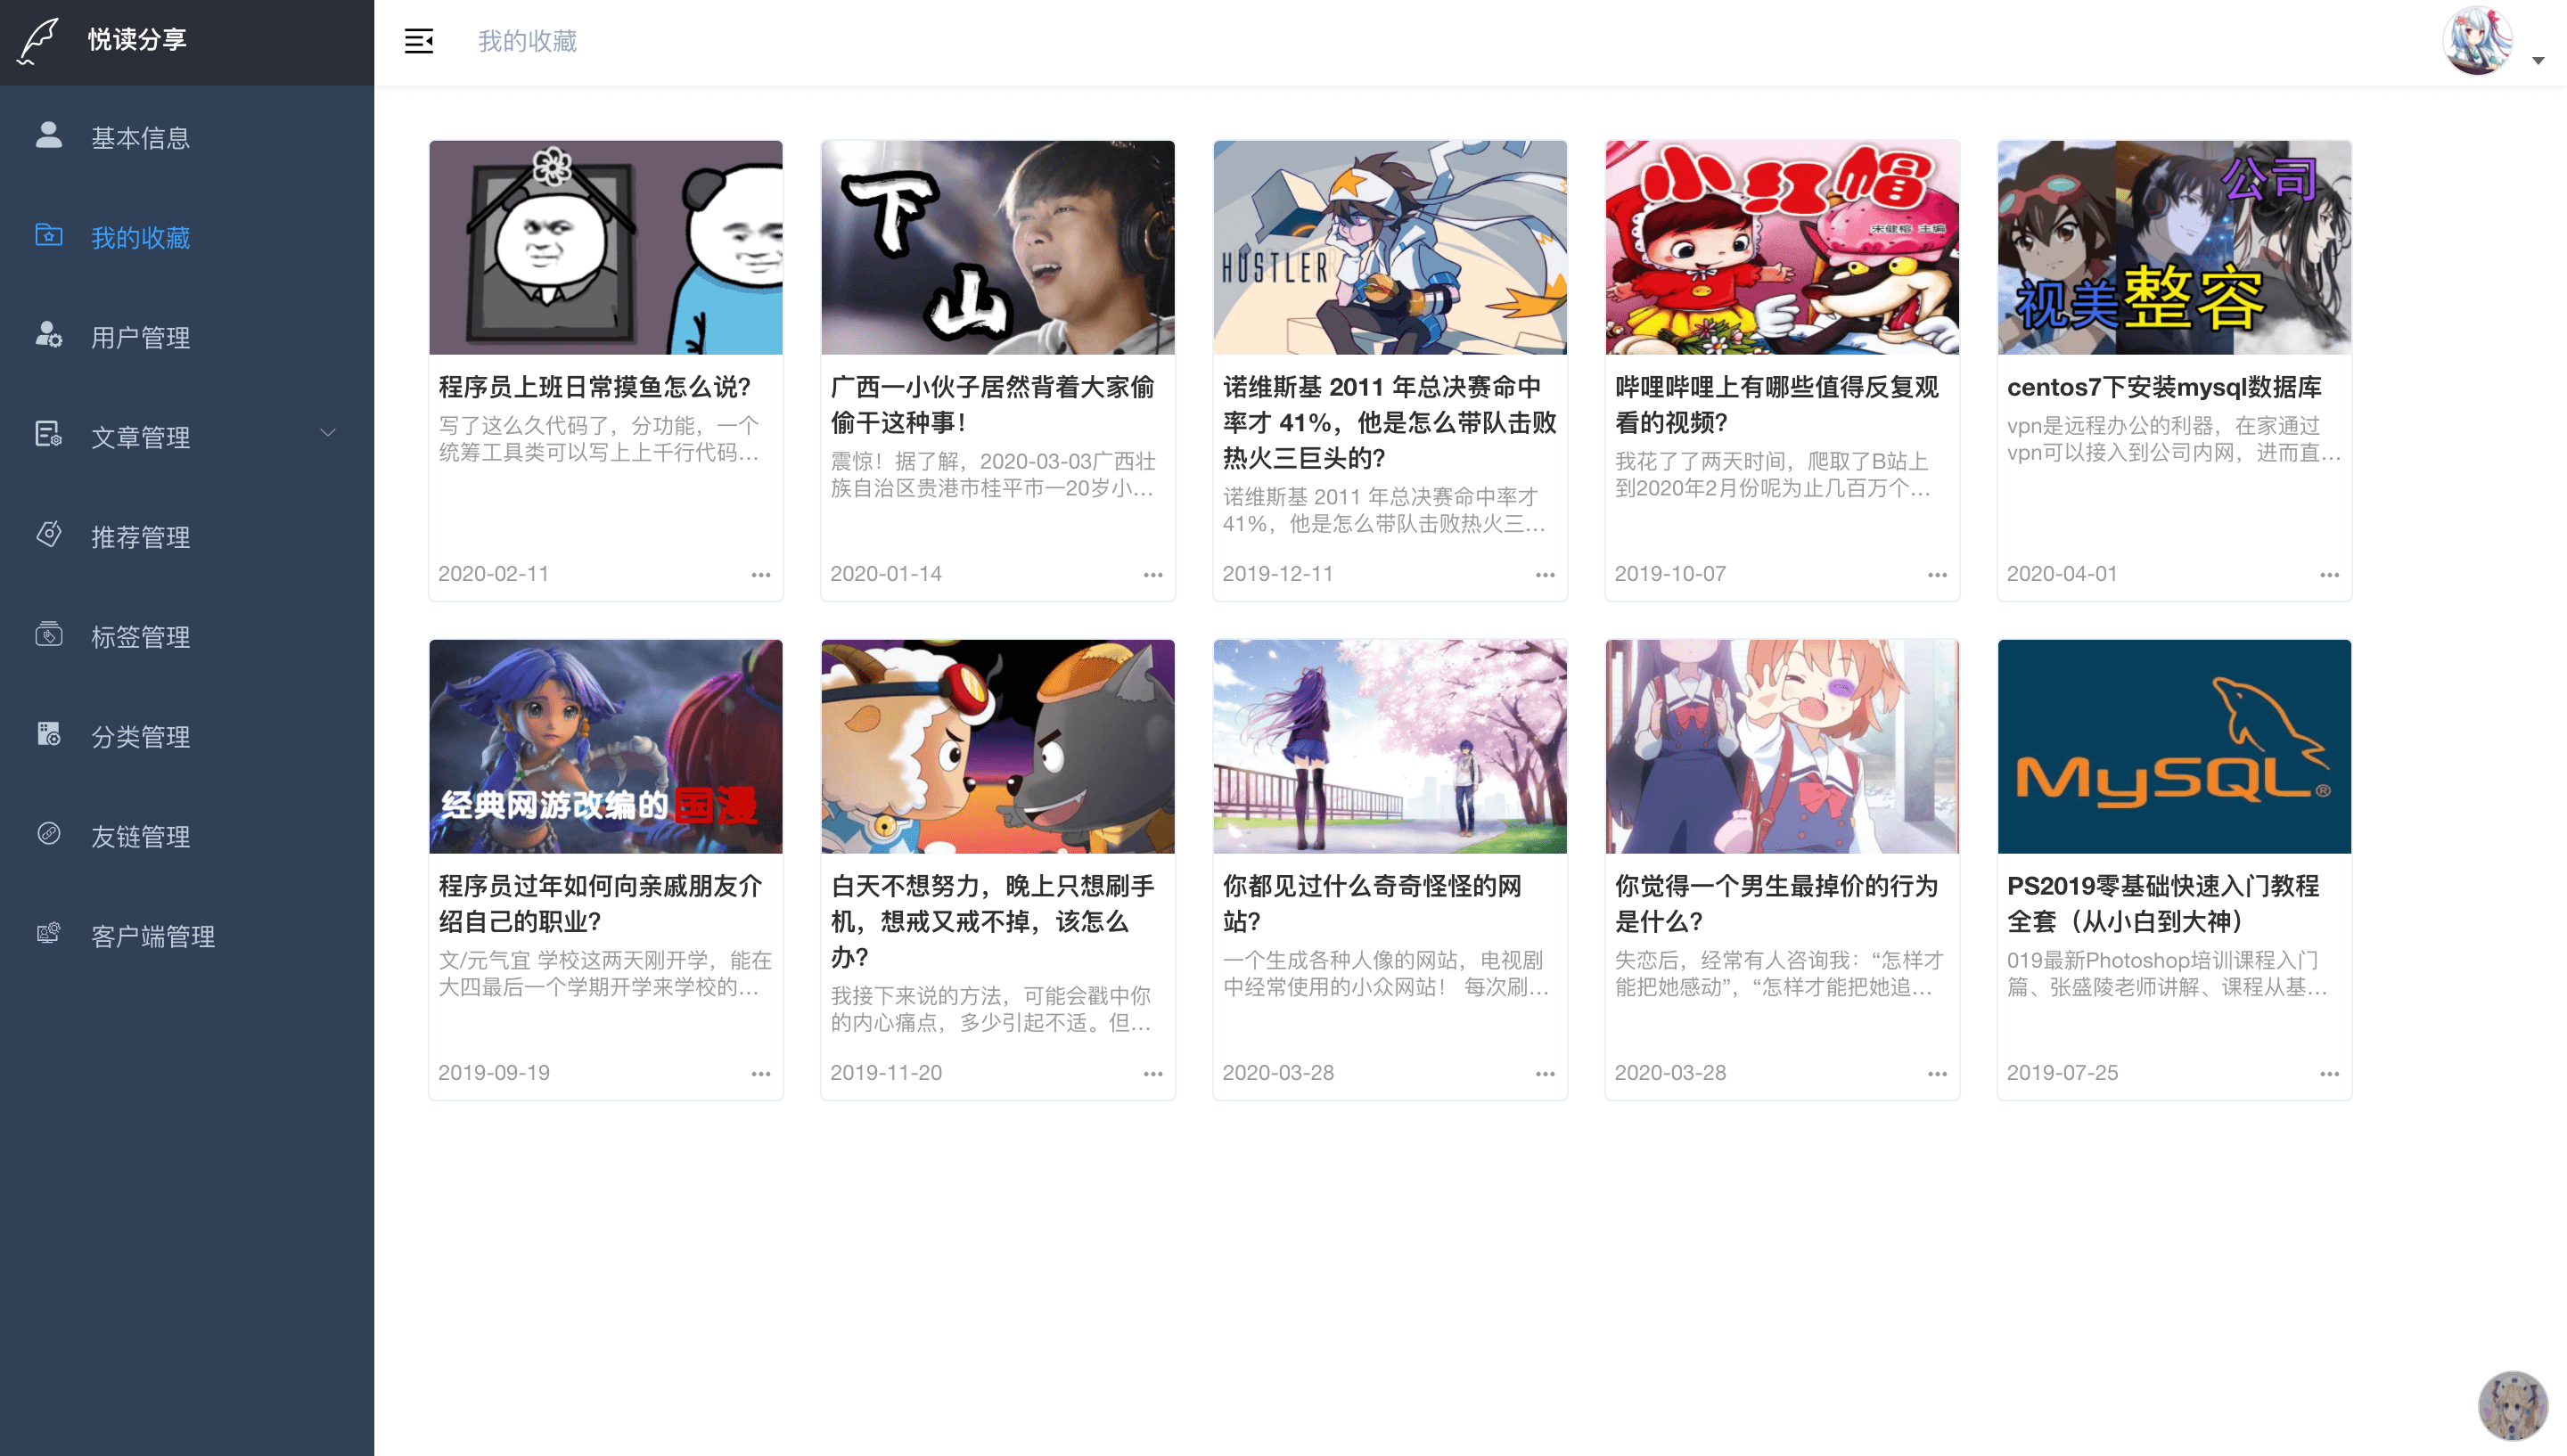 悦读分享
我的收藏
基本信息
我的收藏
用户管理
文章管理
推荐管理
标签管理
分类管理
友链管理
客户端管理
程序员上班日常摸鱼怎么说?
写了这么久代码了，分功能，一个
统筹工具类可以写上上千行代码...
2020-02-11
下
山
广西一小伙子居然背着大家偷
偷干这种事!
震惊！据了解，2020-03-03广西壮
族自治区贵港市桂平市一20岁小...
2020-01-14
HUSTLER
诺维斯基 2011 年总决赛命中
率才 41%，他是怎么带队击败
热火三巨头的?
诺维斯基 2011 年总决赛命中率才
41%，他是怎么带队击败热火三...
2019-12-11
小红帽
宋健榕 主编
哔哩哔哩上有哪些值得反复观
看的视频?
我花了了两天时间，爬取了B站上
到2020年2月份呢为止几百万个...
2019-10-07
公司
视美整容
centos7下安装mysql数据库
vpn是远程办公的利器，在家通过
vpn可以接入到公司内网，进而直...
2020-04-01
经典网游改编的国漫
程序员过年如何向亲戚朋友介
绍自己的职业?
文/元气宜 学校这两天刚开学，能在
大四最后一个学期开学来学校的...
2019-09-19
白天不想努力，晚上只想刷手
机，想戒又戒不掉，该怎么
办?
我接下来说的方法，可能会戳中你
的内心痛点，多少引起不适。但...
2019-11-20
你都见过什么奇奇怪怪的网
站?
一个生成各种人像的网站，电视剧
中经常使用的小众网站！ 每次刷...
2020-03-28
你觉得一个男生最掉价的行为
是什么?
失恋后，经常有人咨询我：“怎样才
能把她感动”，“怎样才能把她追...
2020-03-28
MySQL®
PS2019零基础快速入门教程
全套（从小白到大神）
019最新Photoshop培训课程入门
篇、张盛陵老师讲解、课程从基...
2019-07-25